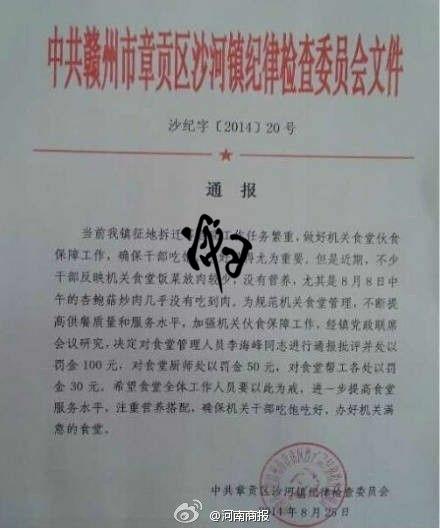 中共赣州市章贡区沙河镇纪律检查委员会文件
沙纪字〔2014〕20号
通报
当前我镇征地拆迁工作任务繁重，做好机关食堂伙食
保障工作，确保干部吃尤为重要。但是近期，不少
干部反映机关食堂饭菜放肉较少，没有营养，尤其是8月8日中
午的杏鲍菇炒肉几乎没有吃到肉。为规范机关食堂管理，不断提
高供餐质量和服务水平，加强机关伙食保障工作，经镇党政联席
会议研究，决定对食堂管理人员李海峰同志进行通报批评并处以
罚金100元，对食堂厨师处以罚金50元，对食堂帮工各处以罚
金30元。希望食堂全体工作人员要以此为戒，进一步提高食堂
服务水平，注重营养搭配，确保机关干部吃饱吃好，办好机关满
意的食堂。
中共章贡区沙河镇纪律检查委员会
2014年8月25日
@河南商报